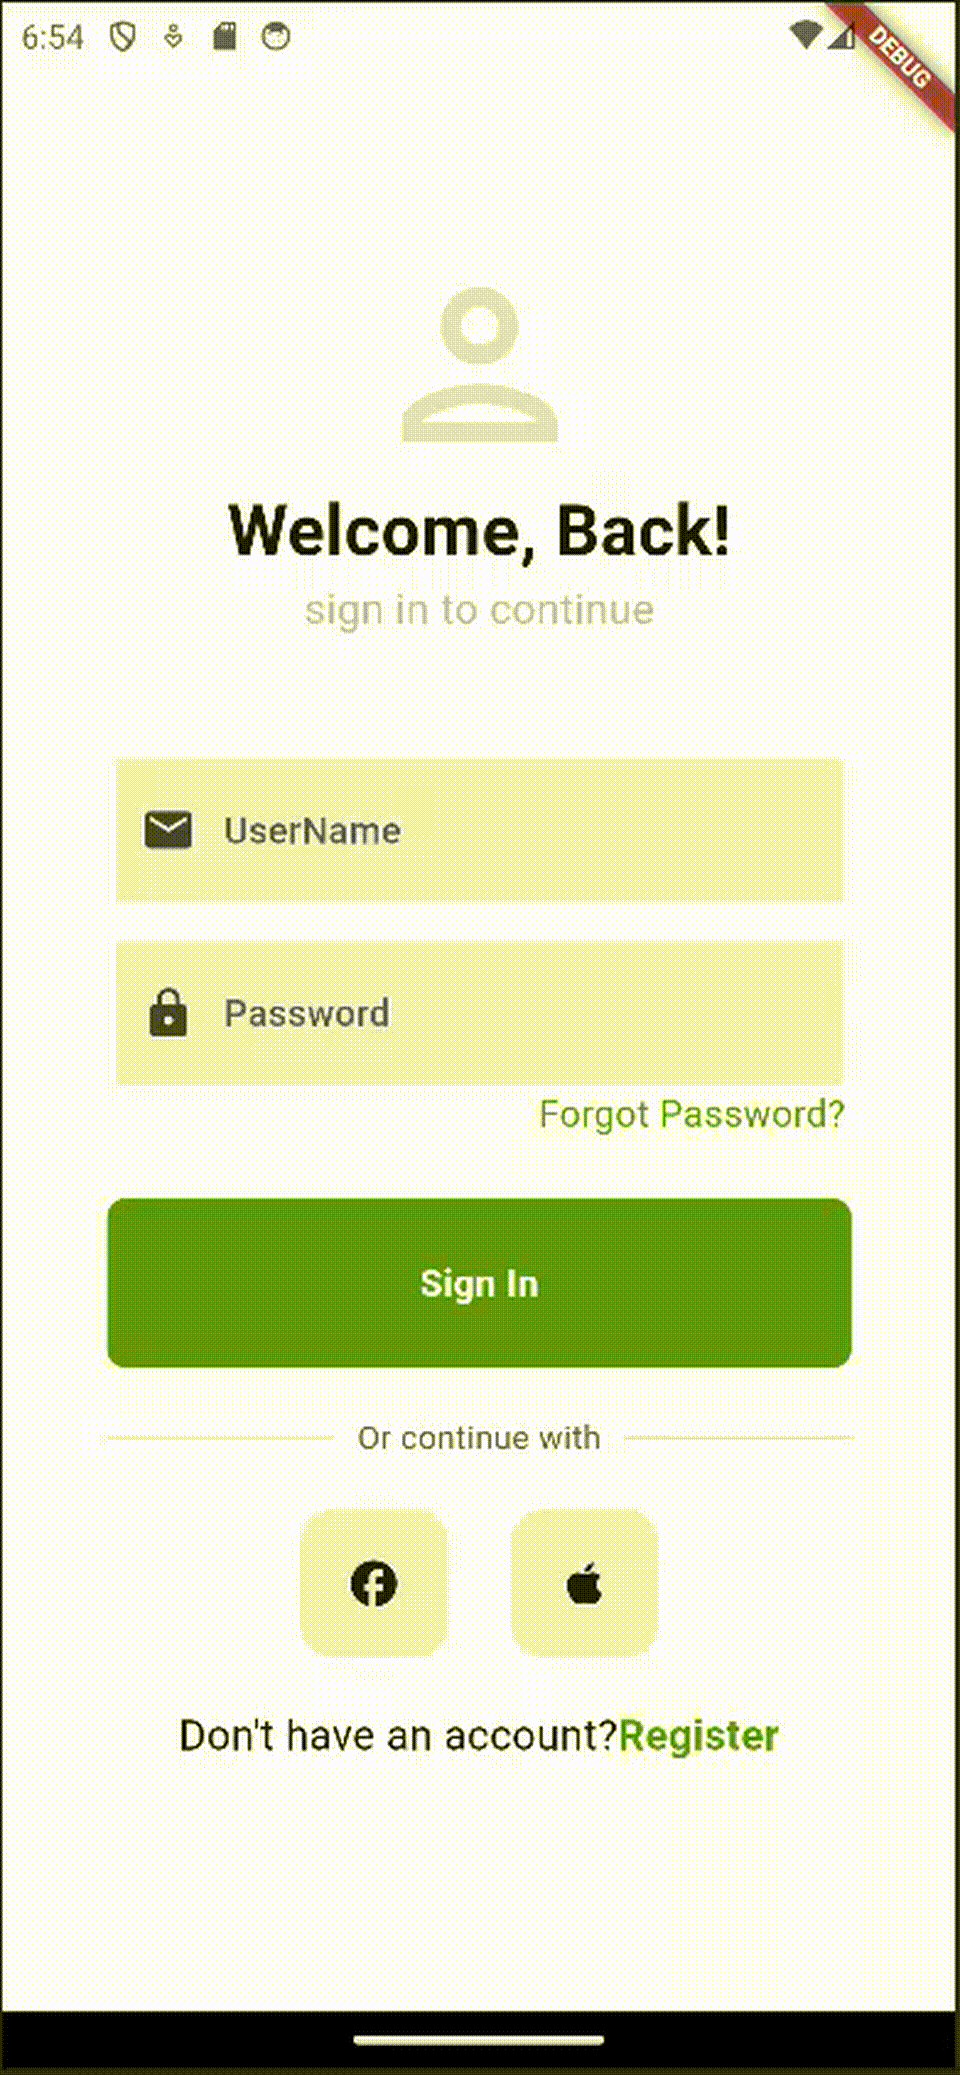 6:54
DEBUG
Welcome, Back!
sign in to continue
UserName
Password
Forgot Password?
Sign In
Or continue with
Don't have an account?Register